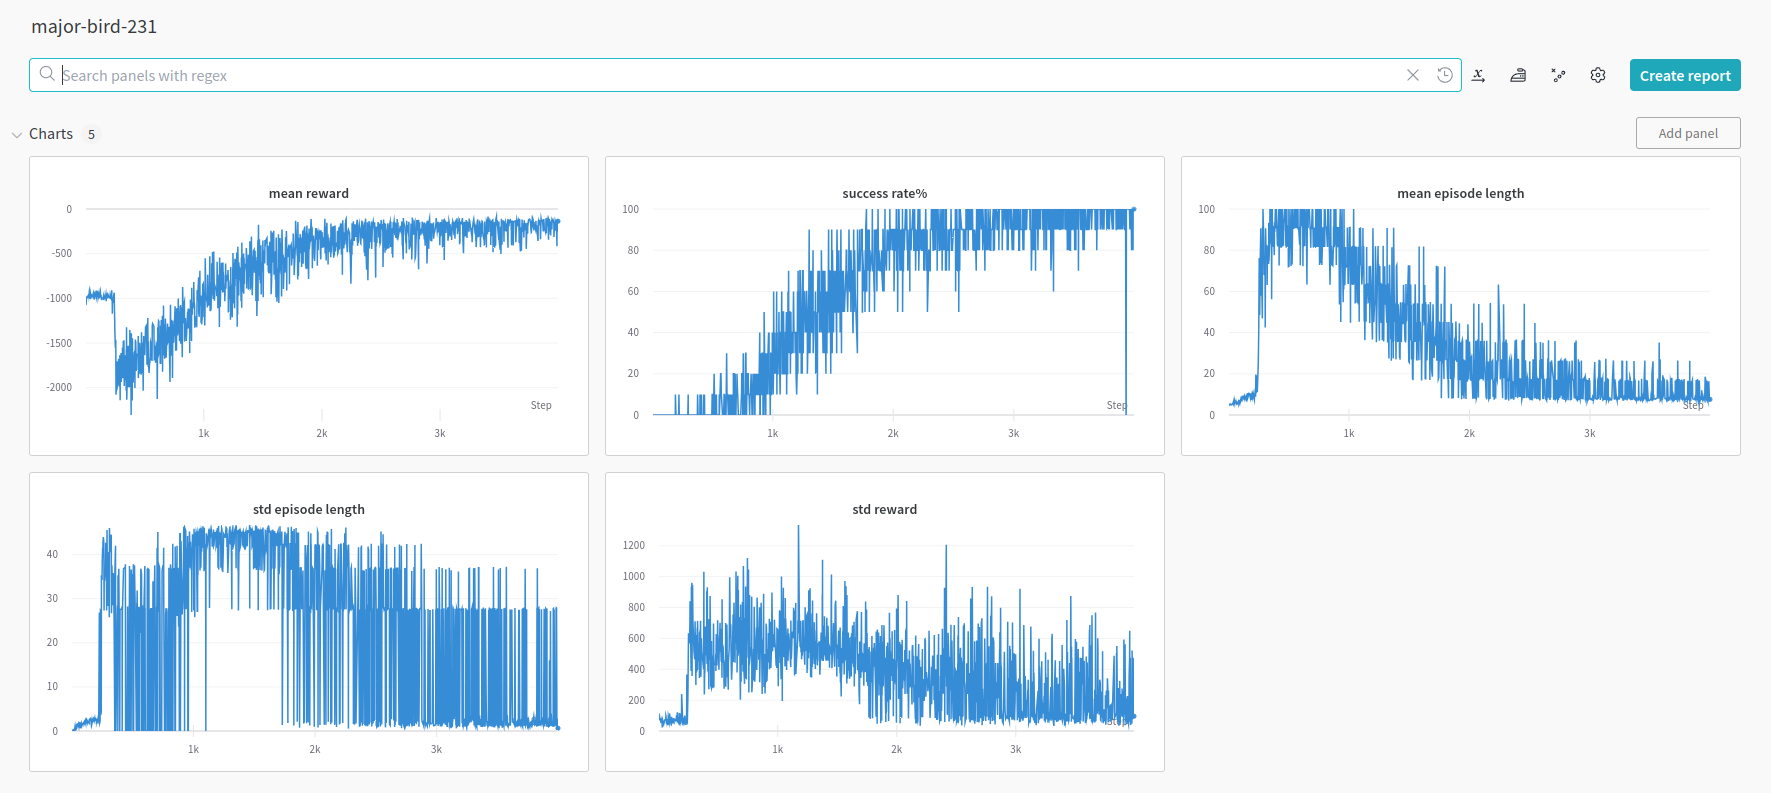 major-bird-231
Search panels with regex
Create report
Charts 5
Add panel
mean reward
0
-500
-1000
-1500
-2000
Step
1k 2k 3k
success rate%
100
80
60
40
20
0
Step
1k 2k 3k
mean episode length
100
80
60
40
20
0
Step
1k 2k 3k
std episode length
40
30
20
10
0
1k 2k 3k
std reward
1200
1000
800
600
400
200
0
Step
1k 2k 3k